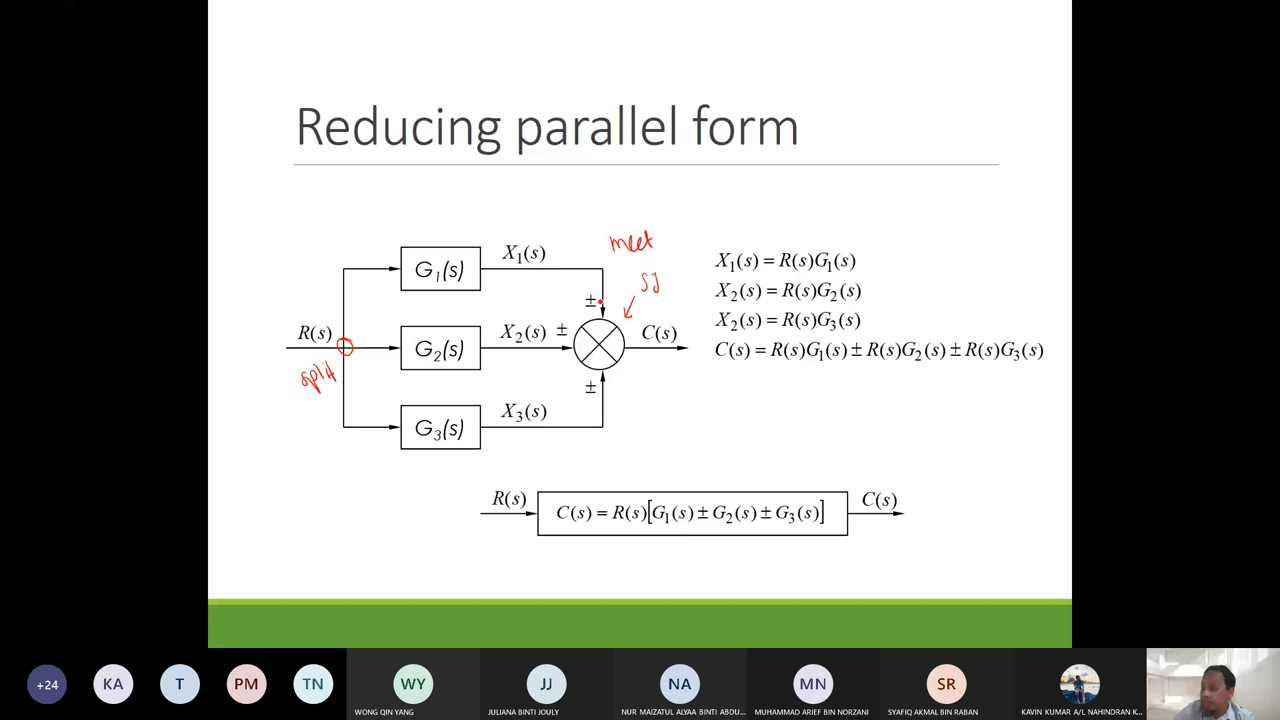 Reducing parallel form
meet
SJ
split
R(s)
G₁(s)
X₁(s)
±
G₂(s)
X₂(s)
±
C(s)
G₃(s)
X₃(s)
±
X₁(s) = R(s)G₁(s)
X₂(s) = R(s)G₂(s)
X₂(s) = R(s)G₃(s)
C(s) = R(s)G₁(s) ± R(s)G₂(s) ± R(s)G₃(s)
R(s)
C(s) = R(s)[G₁(s) ± G₂(s) ± G₃(s)]
C(s)
+24
KA
T
PM
TN
WY
JJ
NA
MN
SR
WONG QIN YANG
JULIANA BINTI JOULY
NUR MAIZATUL ALYAA BINTI ABDU...
MUHAMMAD ARIEF BIN NORZANI
SYAFIQ AKMAL BIN RABAN
KAVIN KUMAR A/L NAHINDRAN K...